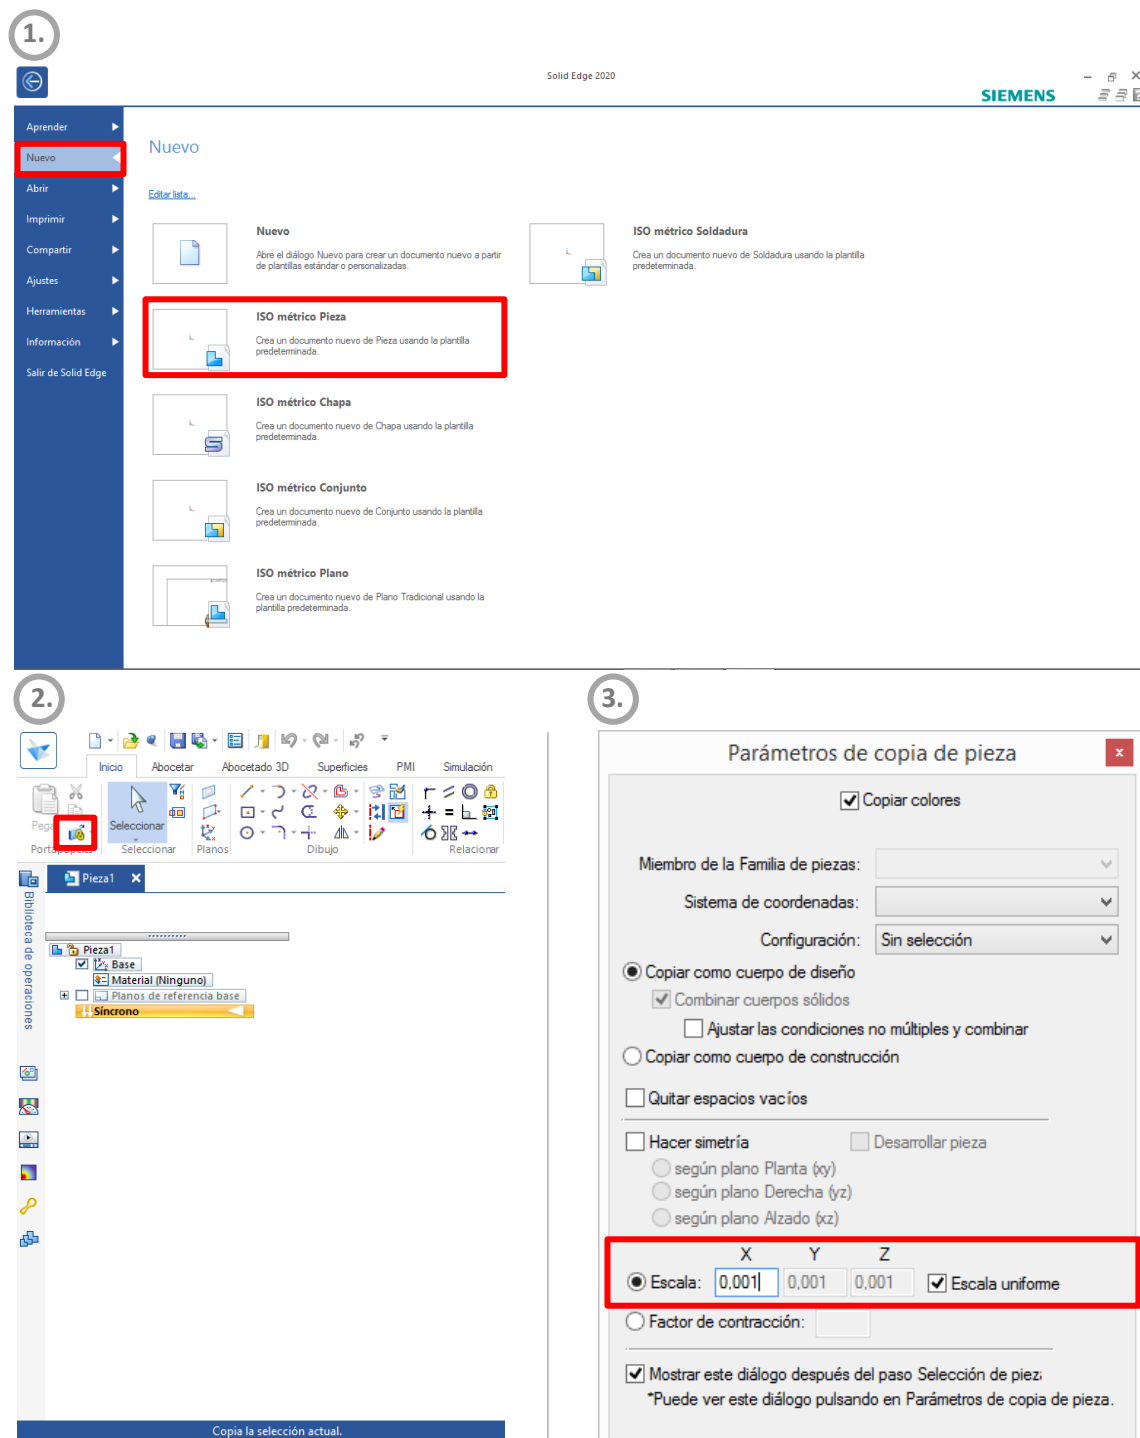 1.
Solid Edge 2020
SIEMENS
Aprender
Nuevo
Abrir
Imprimir
Compartir
Ajustes
Herramientas
Información
Salir de Solid Edge
Nuevo
Editar lista...
Nuevo
Abre el diálogo Nuevo para crear un documento nuevo a partir
de plantillas estándar o personalizadas.
ISO métrico Soldadura
Crea un documento nuevo de Soldadura usando la plantilla
predeterminada.
ISO métrico Pieza
Crea un documento nuevo de Pieza usando la plantilla
predeterminada.
ISO métrico Chapa
Crea un documento nuevo de Chapa usando la plantilla
predeterminada.
ISO métrico Conjunto
Crea un documento nuevo de Conjunto usando la plantilla
predeterminada.
ISO métrico Plano
Crea un documento nuevo de Plano Tradicional usando la
plantilla predeterminada.
2.
Inicio Abocetar Abocetado 3D Superficies PMI Simulación
Seleccionar
Seleccionar Planos Dibujo Relacionar
Pieza1
Biblioteca de operaciones
Pieza1
Base
Material (Ninguno)
Planos de referencia base
Síncrono
Copia la selección actual.
3.
Parámetros de copia de pieza
Copiar colores
Miembro de la Familia de piezas:
Sistema de coordenadas:
Configuración: Sin selección
Copiar como cuerpo de diseño
Combinar cuerpos sólidos
Ajustar las condiciones no múltiples y combinar
Copiar como cuerpo de construcción
Quitar espacios vacíos
Hacer simetría Desarrollar pieza
según plano Planta (xy)
según plano Derecha (yz)
según plano Alzado (xz)
X Y Z
Escala: 0,001 0,001 0,001 Escala uniforme
Factor de contracción:
Mostrar este diálogo después del paso Selección de pieza
*Puede ver este diálogo pulsando en Parámetros de copia de pieza.